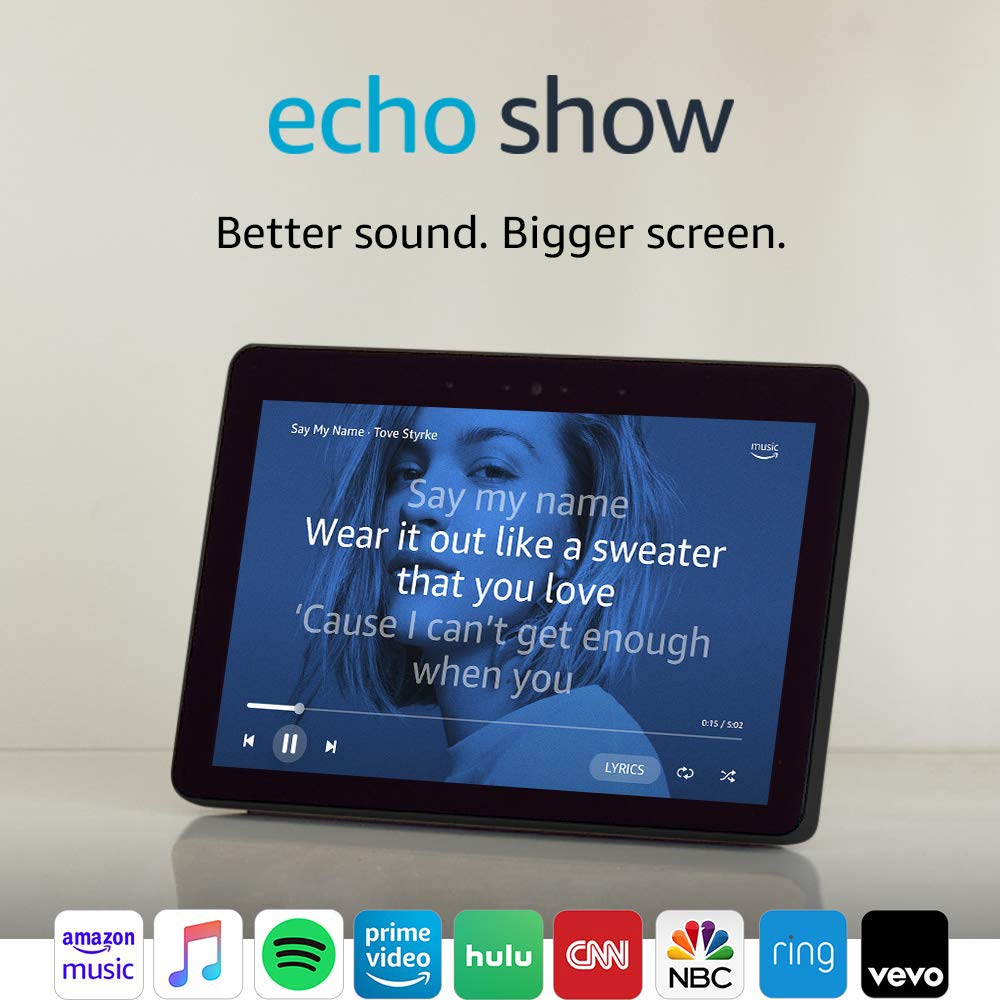 echo show
Better sound. Bigger screen.
Say My Name · Tove Styrke
music
Say my name
Wear it out like a sweater
that you love
‘Cause I can’t get enough
when you
0:15 / 5:02
LYRICS
amazon
music
prime
video
hulu
CNN
NBC
ring
vevo